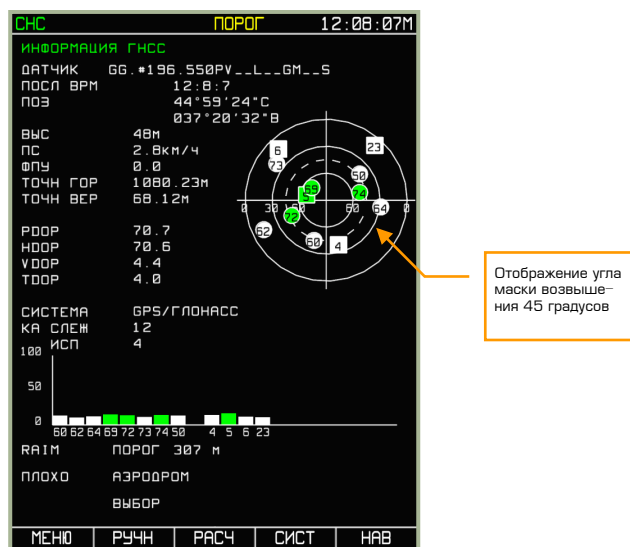 СНС ПОРОГ 12:08:07М
ИНФОРМАЦИЯ ГНСС
ДАТЧИК GG.#196.550PV__L__GM__S
ПОСЛ ВРМ 12:8:7
ПОЗ 44°59'24"С
037°20'32"В
ВЫС 48м
ПС 2.8км/ч
ФПУ 0.0
ТОЧН ГОР 1080.23м
ТОЧН ВЕР 68.12м
PDOP 70.7
HDOP 70.6
VDOP 4.4
TDOP 4.0
6 23
73 50
69 5 74
0 30 60 60 64 0
72
62 60 4
Отображение угла
маски возвыше-
ния 45 градусов
СИСТЕМА GPS/ГЛОНАСС
КА СЛЕЖ 12
ИСП 4
100
50
0
60 62 64 69 72 73 74 50 4 5 6 23
RAIM ПОРОГ 307 м
ПЛОХО АЭРОДРОМ
ВЫБОР
МЕНЮ РУЧН РАСЧ СИСТ НАВ